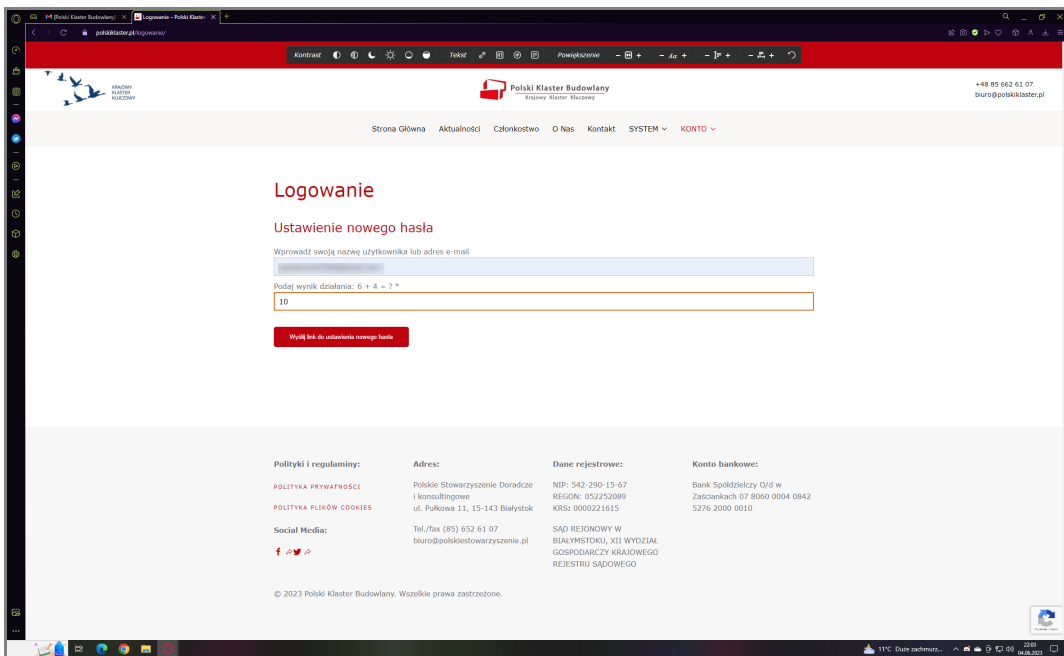 [Polski Klaster Budowlany]
Logowanie – Polski Klaster
polskiklaster.pl/logowanie/
Kontrast
Tekst
Powiększenie
Aa
KRAJOWY
KLASTER
KLUCZOWY
Polski Klaster Budowlany
Krajowy Klaster Kluczowy
+48 85 662 61 07
biuro@polskiklaster.pl
Strona Główna Aktualności Członkostwo O Nas Kontakt SYSTEM KONTO
Logowanie
Ustawienie nowego hasła
Wprowadź swoją nazwę użytkownika lub adres e-mail
Podaj wynik działania: 6 + 4 = ? *
10
Wyślij link do ustawienia nowego hasła
Polityki i regulaminy:
POLITYKA PRYWATNOŚCI
POLITYKA PLIKÓW COOKIES
Social Media:
Adres:
Polskie Stowarzyszenie Doradcze
i konsultingowe
ul. Pułkowa 11, 15-143 Białystok
Tel./fax (85) 652 61 07
biuro@polskiestowarzyszenie.pl
Dane rejestrowe:
NIP: 542-290-15-67
REGON: 052252089
KRS: 0000221615
SĄD REJONOWY W
BIAŁYMSTOKU, XII WYDZIAŁ
GOSPODARCZY KRAJOWEGO
REJESTRU SĄDOWEGO
Konto bankowe:
Bank Spółdzielczy O/d w
Zaściankach 07 8060 0004 0842
5276 2000 0010
© 2023 Polski Klaster Budowlany. Wszelkie prawa zastrzeżone.
11°C Duże zachmurz...
22:03
04.06.2023